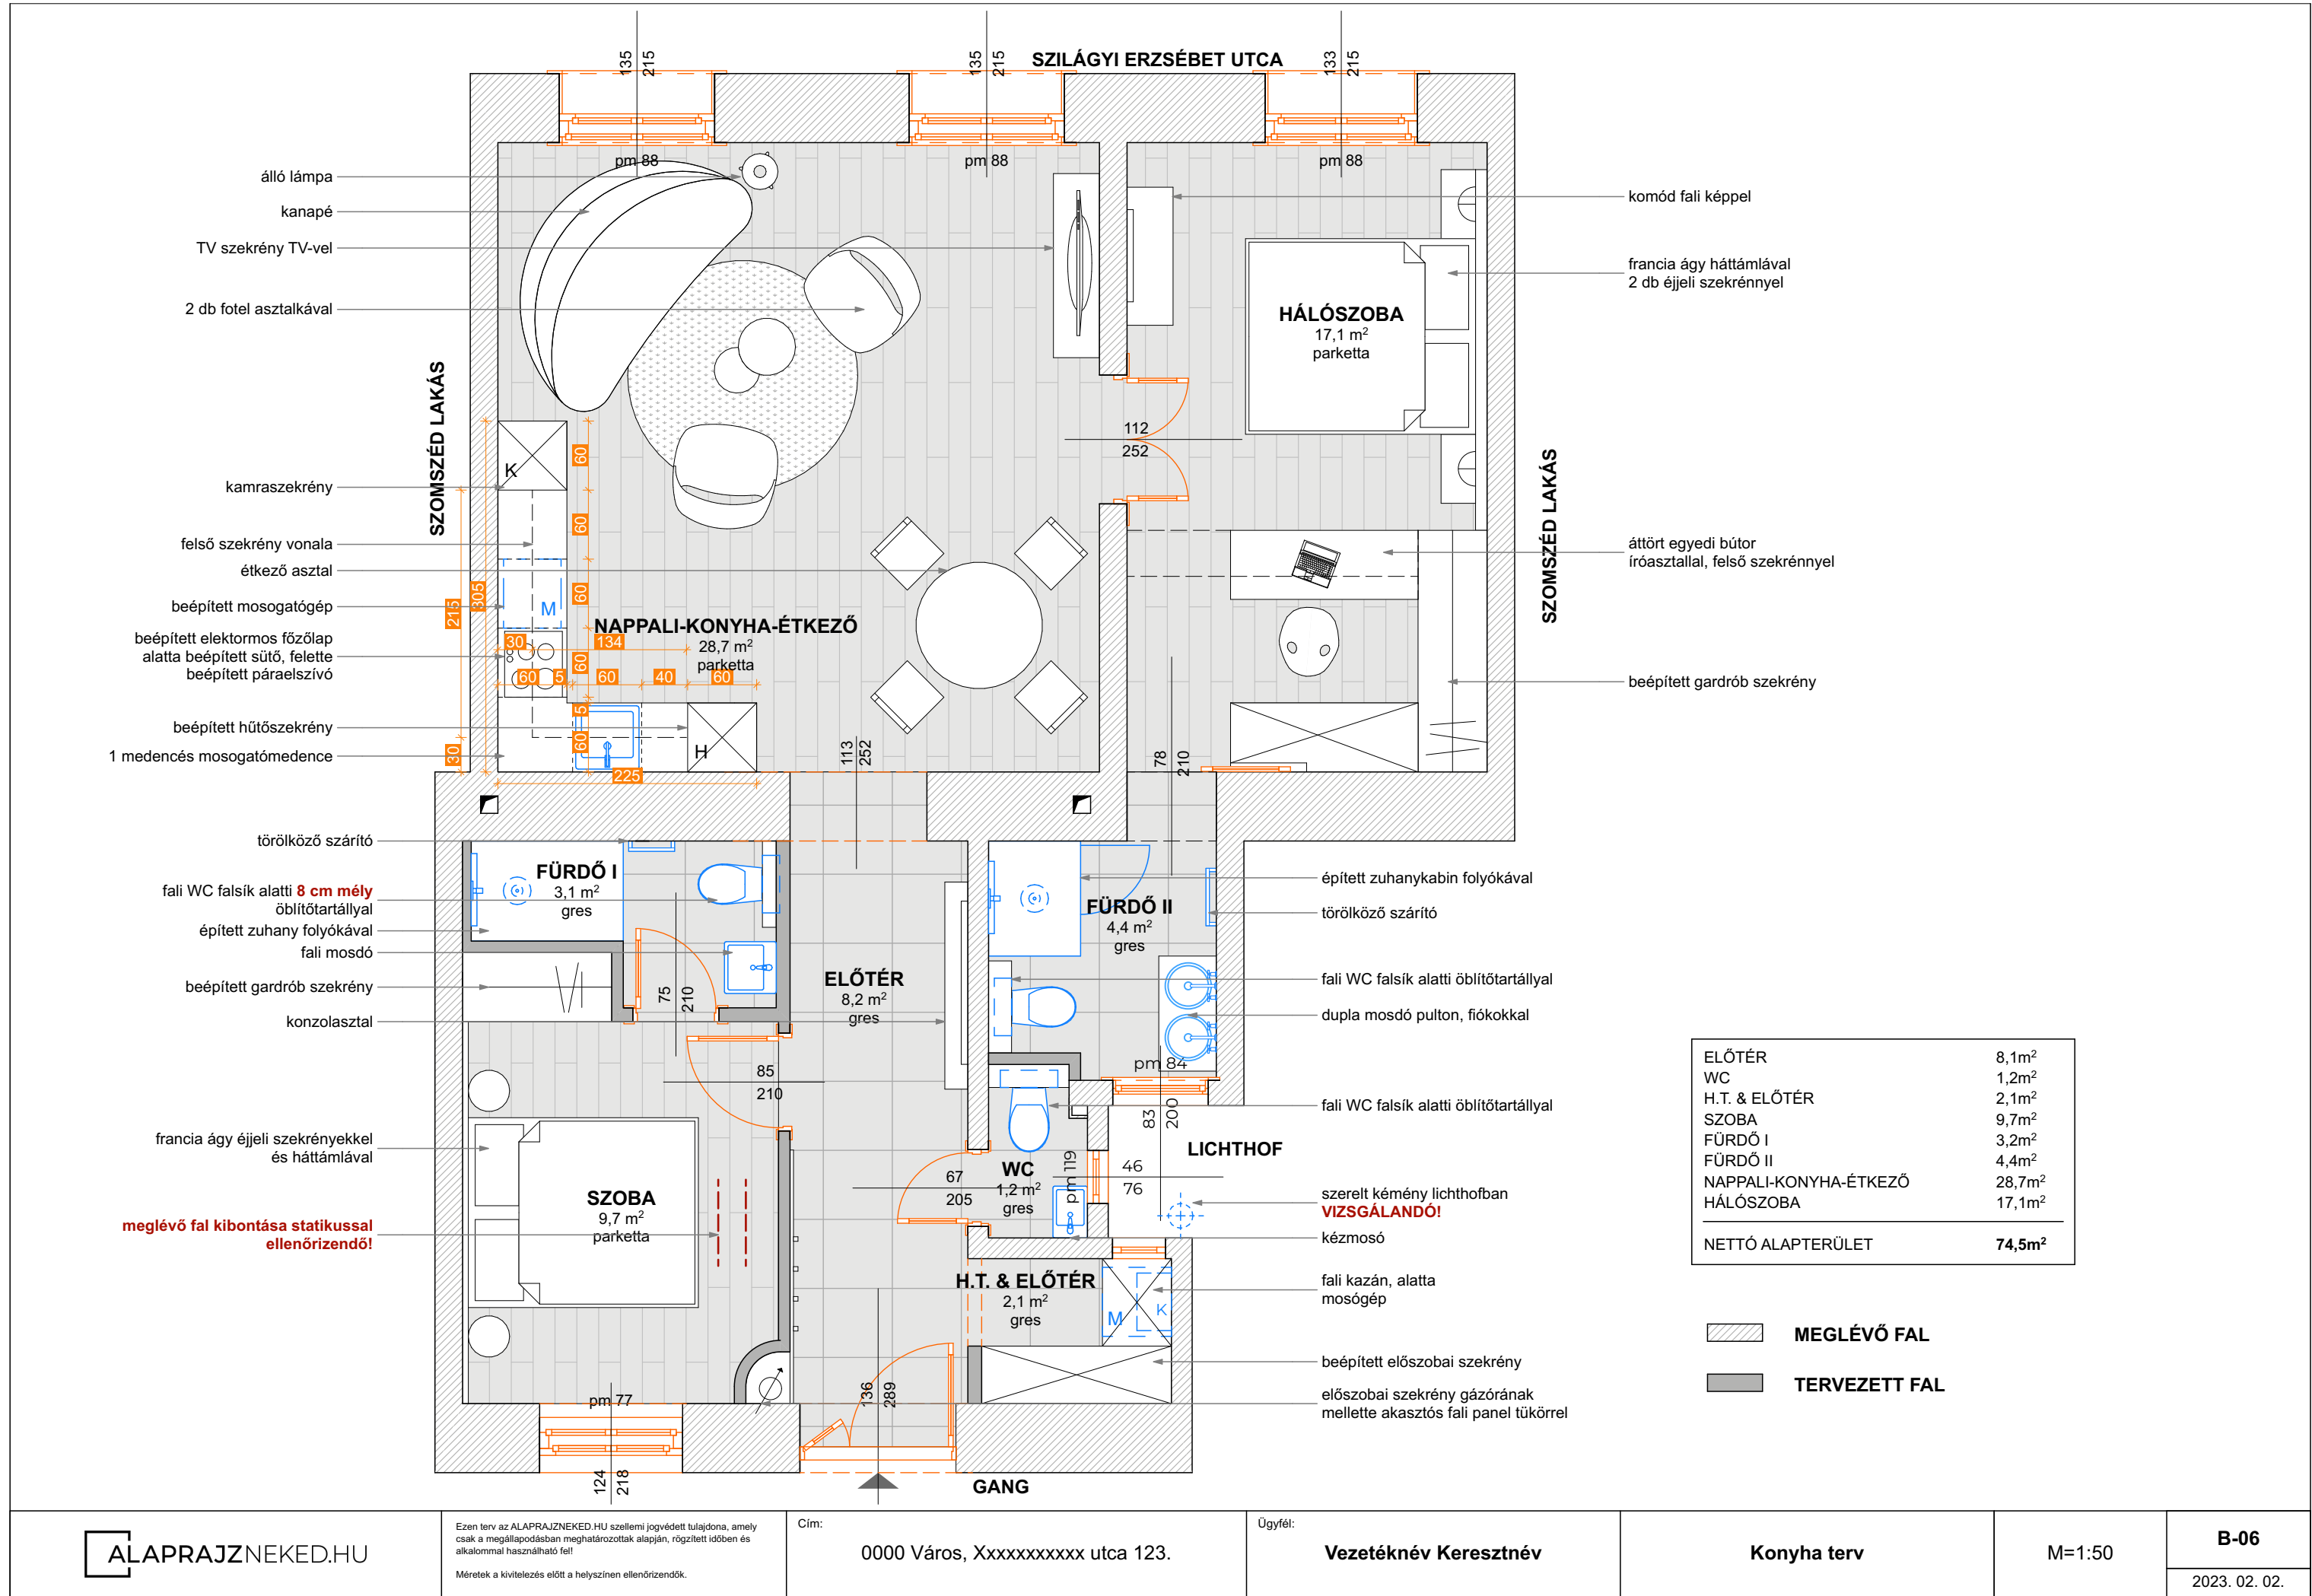 SZILÁGYI ERZSÉBET UTCA
135
215
135
215
133
215
pm 88
pm 88
pm 88
álló lámpa
kanapé
TV szekrény TV-vel
2 db fotel asztalkával
SZOMSZÉD LAKÁS
kamraszekrény
felső szekrény vonala
étkező asztal
beépített mosogatógép
beépített elektormos főzőlap
alatta beépített sütő, felette
beépített páraelszívó
beépített hűtőszekrény
1 medencés mosogatómedence
komód fali képpel
francia ágy háttámlával
2 db éjjeli szekrénnyel
HÁLÓSZOBA
17,1 m²
parketta
112
252
SZOMSZÉD LAKÁS
áttört egyedi bútor
íróasztallal, felső szekrénnyel
beépített gardrób szekrény
K
60
60
60
60
5
60
305
215
30
M
NAPPALI-KONYHA-ÉTKEZŐ
28,7 m²
parketta
30
134
60
5
60
40
60
H
225
113
252
78
210
törölköző szárító
fali WC falsík alatti 8 cm mély
öblítőtartállyal
épített zuhany folyókával
fali mosdó
beépített gardrób szekrény
konzolasztal
FÜRDŐ I
3,1 m²
gres
75
210
ELŐTÉR
8,2 m²
gres
FÜRDŐ II
4,4 m²
gres
épített zuhanykabin folyókával
törölköző szárító
fali WC falsík alatti öblítőtartállyal
dupla mosdó pulton, fiókokkal
pm 84
83
200
85
210
fali WC falsík alatti öblítőtartállyal
LICHTHOF
francia ágy éjjeli szekrényekkel
és háttámlával
meglévő fal kibontása statikussal
ellenőrizendő!
SZOBA
9,7 m²
parketta
67
205
WC
1,2 m²
gres
pm 119
46
76
szerelt kémény lichthofban
VIZSGÁLANDÓ!
kézmosó
H.T. & ELŐTÉR
2,1 m²
gres
M
K
fali kazán, alatta
mosógép
beépített előszobai szekrény
előszobai szekrény gázórának
mellette akasztós fali panel tükörrel
pm 77
124
218
136
289
GANG
ELŐTÉR 8,1m²
WC 1,2m²
H.T. & ELŐTÉR 2,1m²
SZOBA 9,7m²
FÜRDŐ I 3,2m²
FÜRDŐ II 4,4m²
NAPPALI-KONYHA-ÉTKEZŐ 28,7m²
HÁLÓSZOBA 17,1m²
NETTÓ ALAPTERÜLET 74,5m²
MEGLÉVŐ FAL
TERVEZETT FAL
ALAPRAJZNEKED.HU
Ezen terv az ALAPRAJZNEKED.HU szellemi jogvédett tulajdona, amely
csak a megállapodásban meghatározottak alapján, rögzített időben és
alkalommal használható fel!
Méretek a kivitelezés előtt a helyszínen ellenőrizendők.
Cím:
0000 Város, Xxxxxxxxxxx utca 123.
Ügyfél:
Vezetéknév Keresztnév
Konyha terv
M=1:50
B-06
2023. 02. 02.